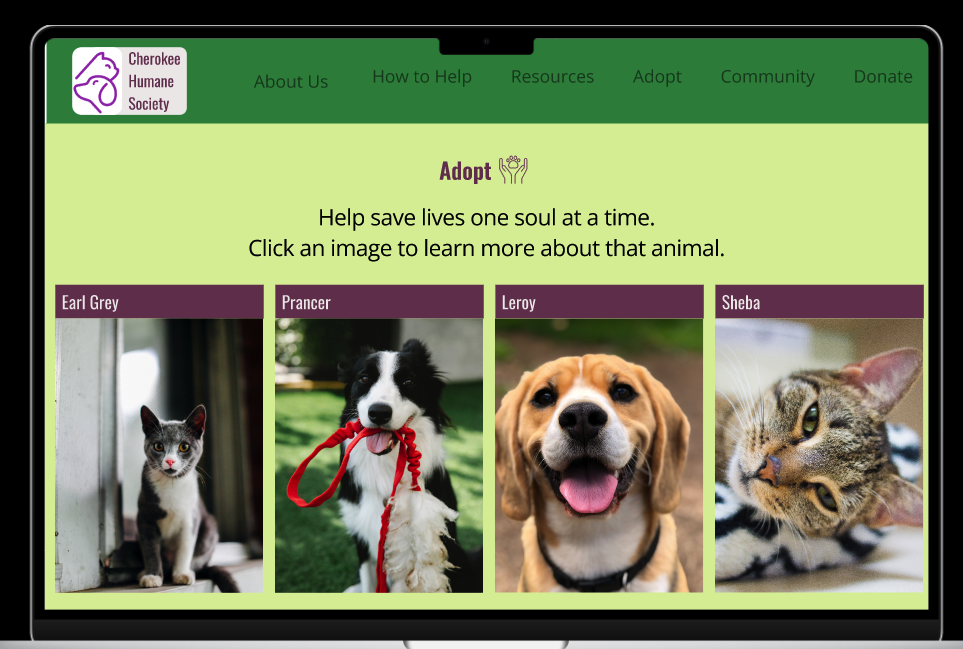 Cherokee
Humane
Society
About Us
How to Help
Resources
Adopt
Community
Donate
Adopt
Help save lives one soul at a time.
Click an image to learn more about that animal.
Earl Grey
Prancer
Leroy
Sheba